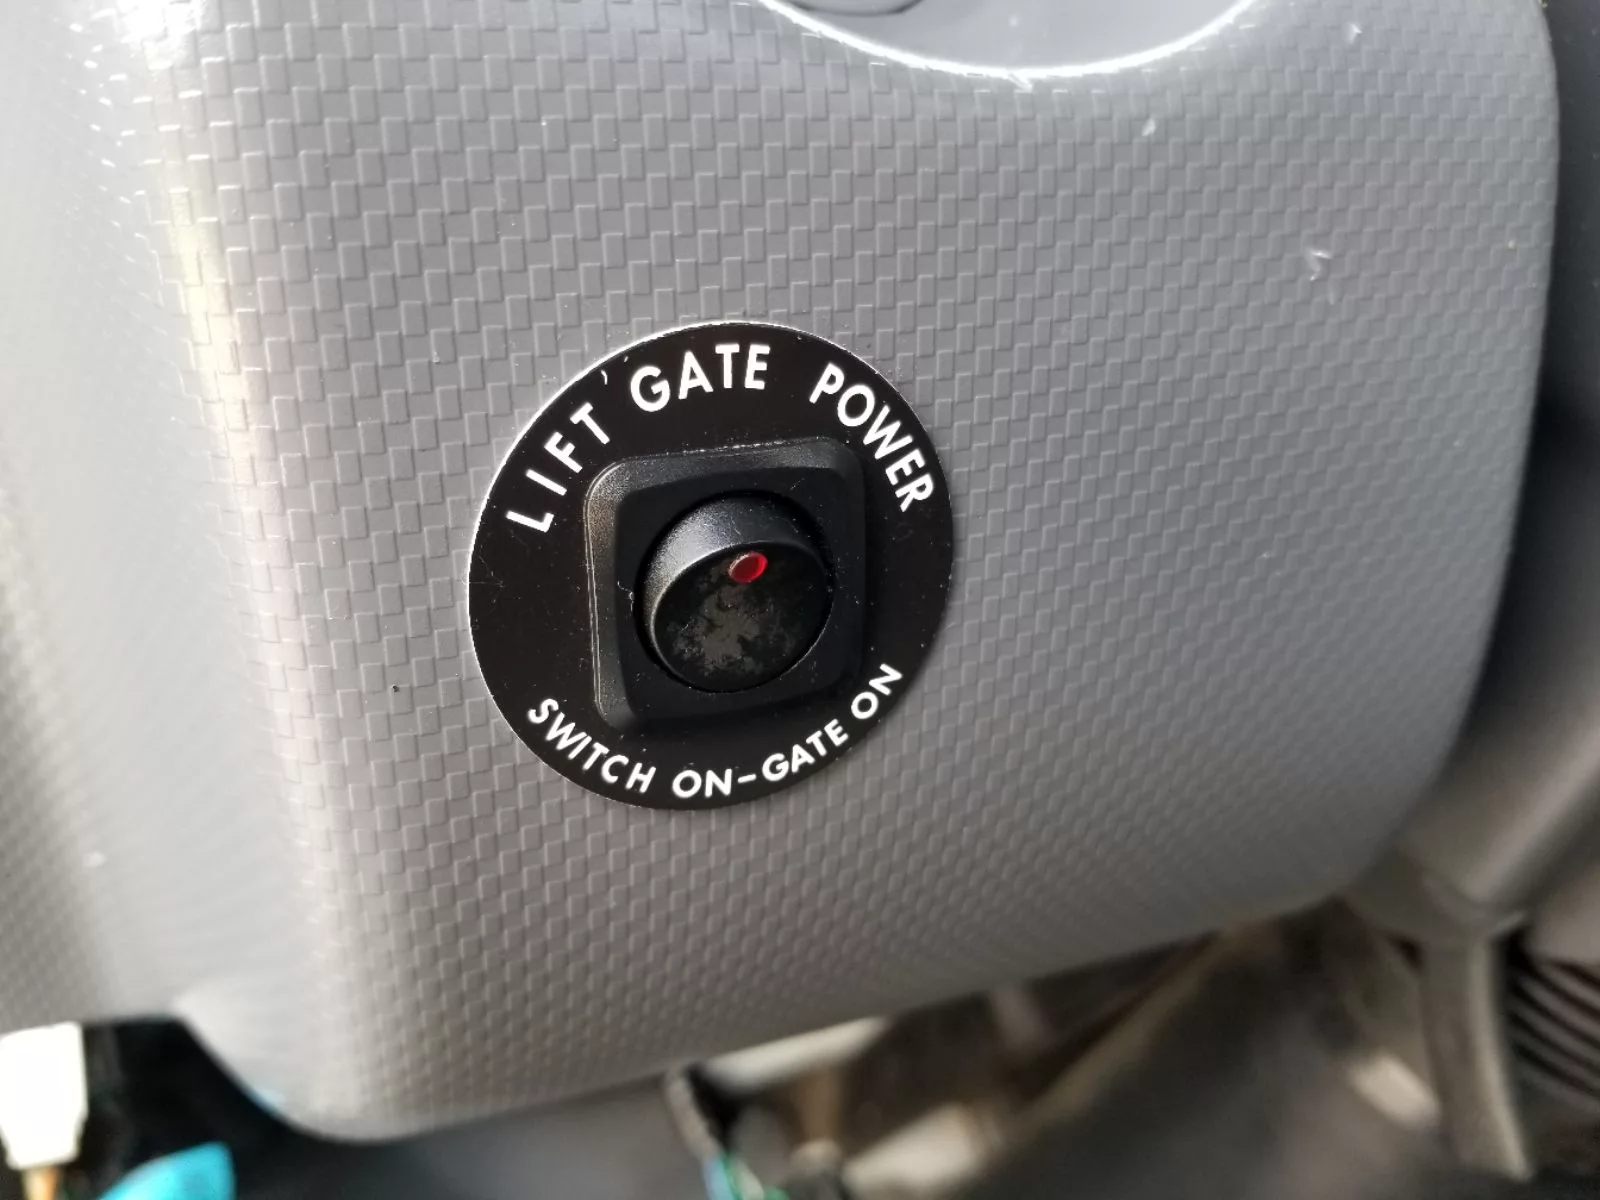 LIFT GATE POWER
SWITCH ON-GATE ON